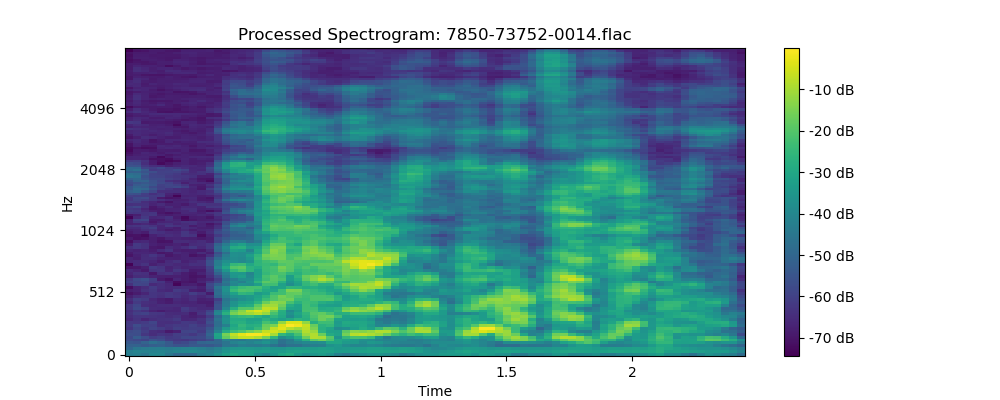 Processed Spectrogram: 7850-73752-0014.flac
Hz
4096
2048
1024
512
0
0
0.5
1
1.5
2
Time
-10 dB
-20 dB
-30 dB
-40 dB
-50 dB
-60 dB
-70 dB